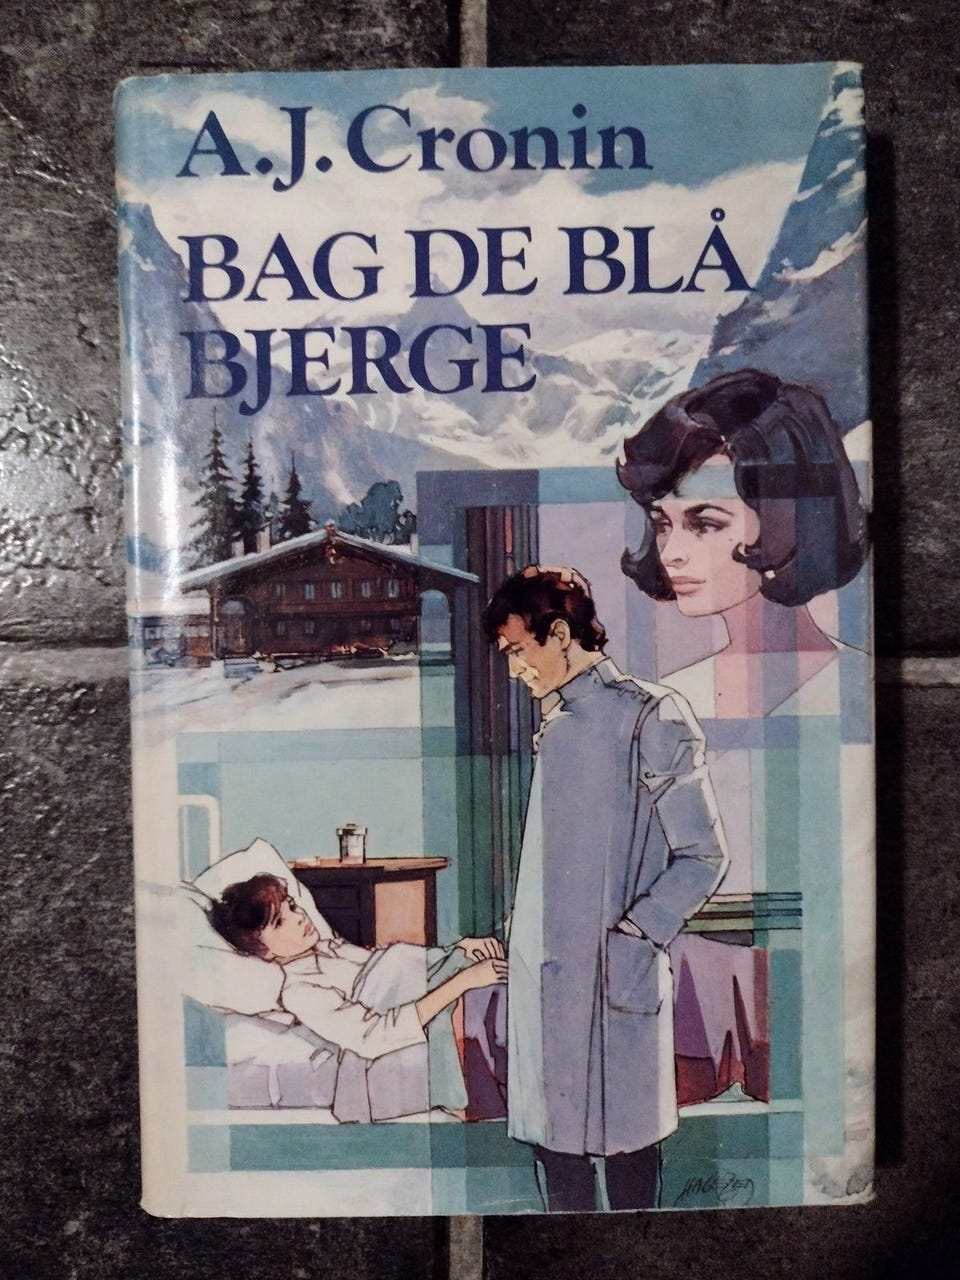 A.J. Cronin
BAG DE BLÅ
BJERGE